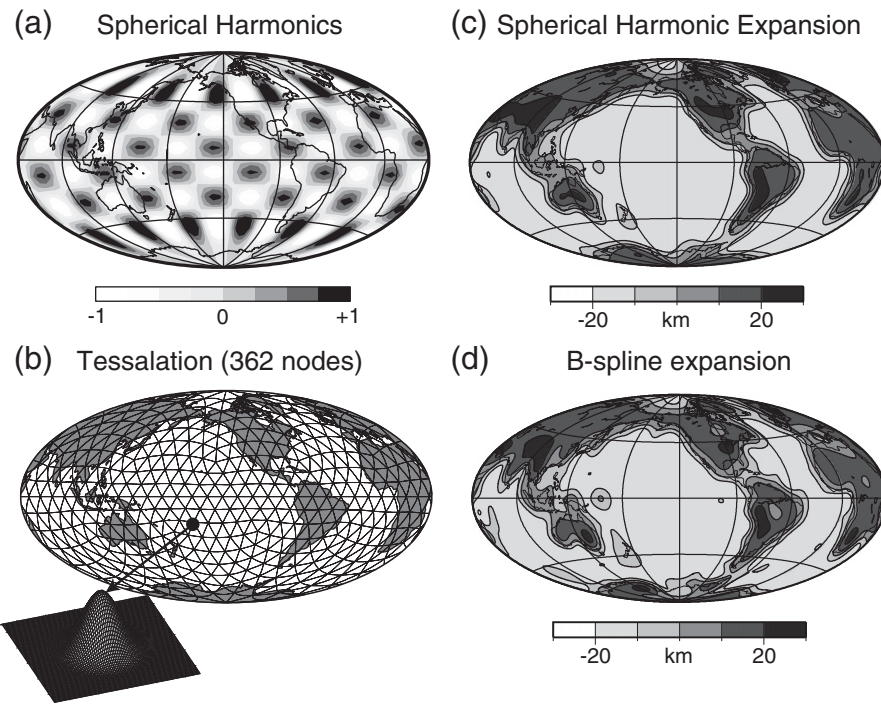 (a) Spherical Harmonics
-1 0 +1
(b) Tessalation (362 nodes)
(c) Spherical Harmonic Expansion
-20 km 20
(d) B-spline expansion
-20 km 20